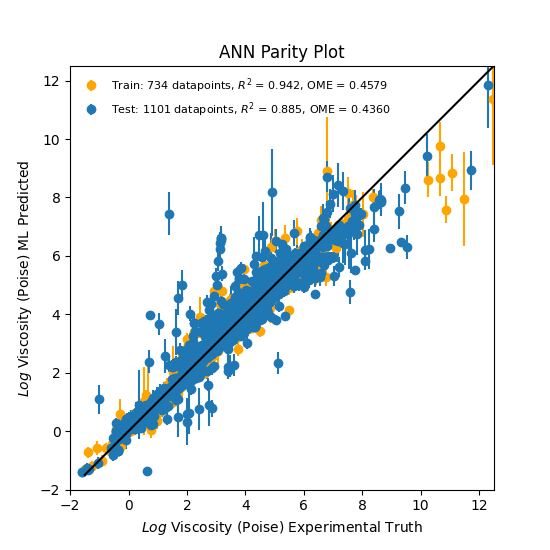 ANN Parity Plot
Train: 734 datapoints, R² = 0.942, OME = 0.4579
Test: 1101 datapoints, R² = 0.885, OME = 0.4360
12
10
8
6
4
2
0
−2
Log Viscosity (Poise) ML Predicted
−2 0 2 4 6 8 10 12
Log Viscosity (Poise) Experimental Truth